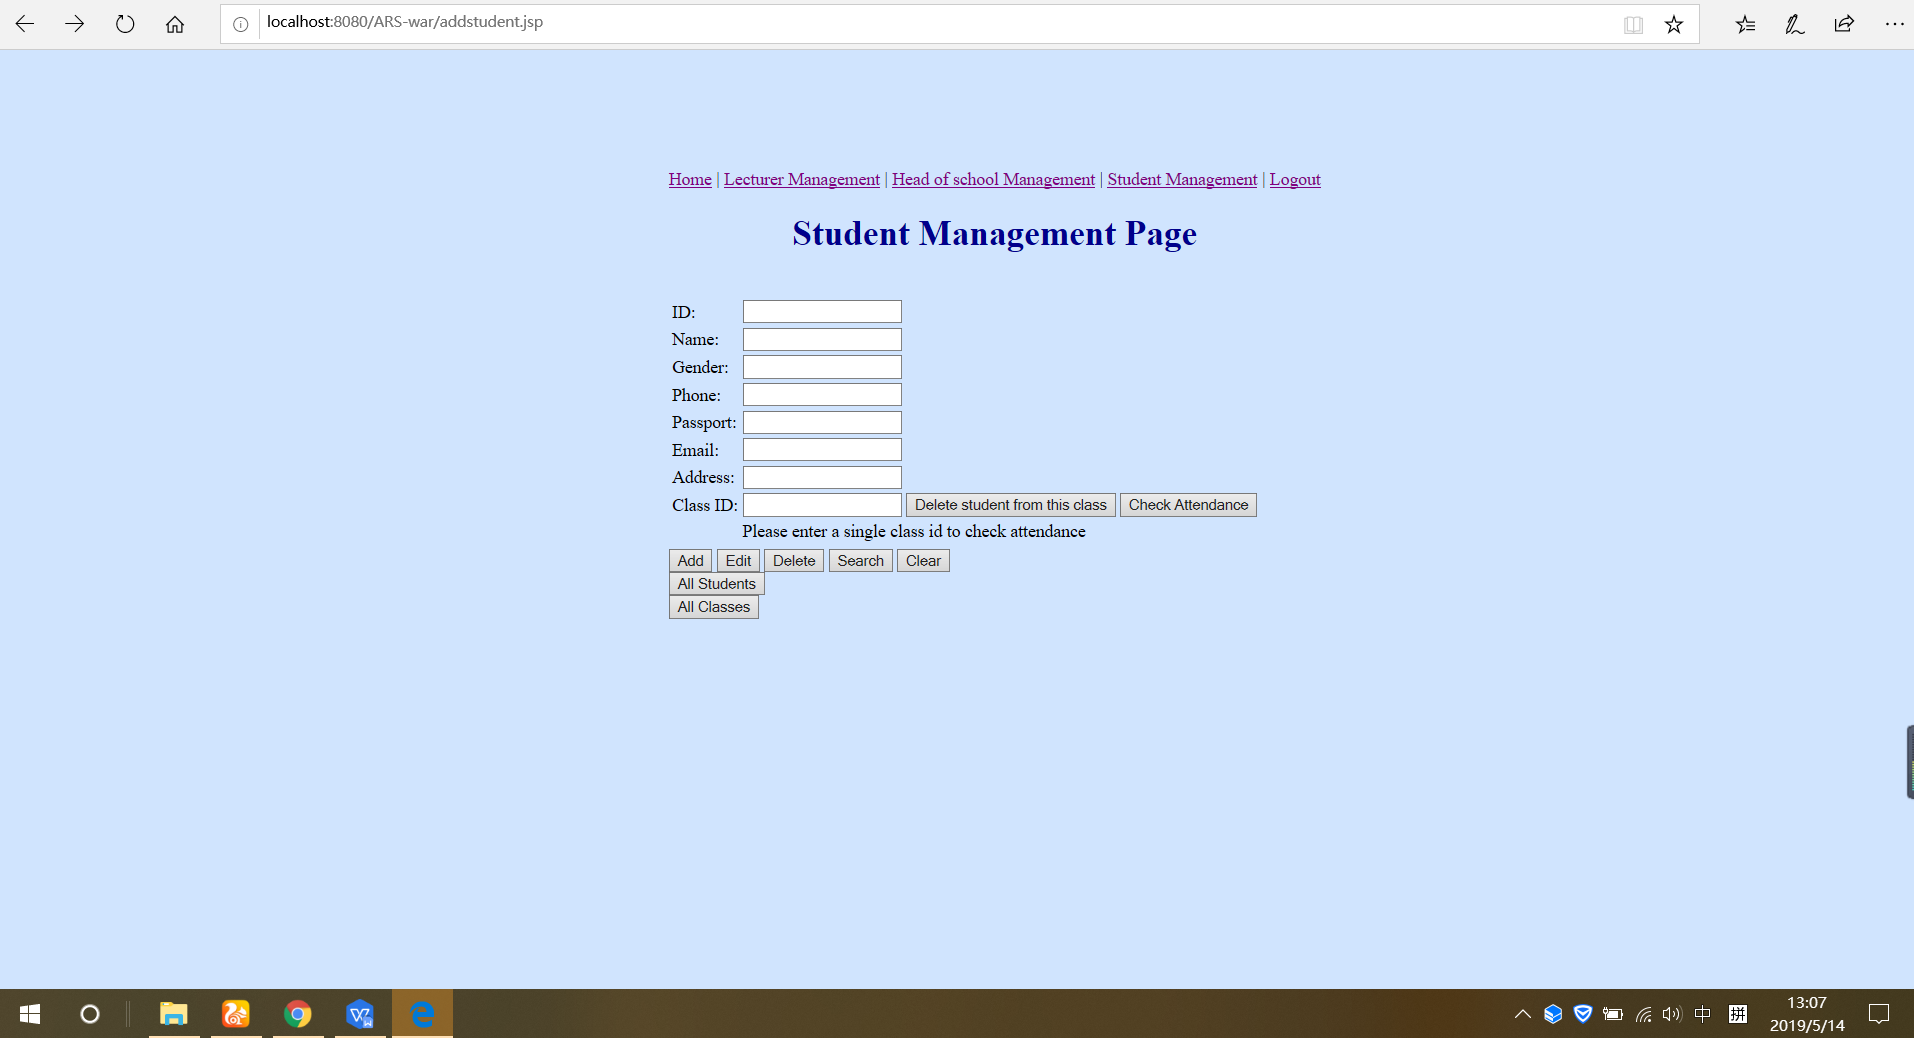 localhost:8080/ARS-war/addstudent.jsp
Home | Lecturer Management | Head of school Management | Student Management | Logout
Student Management Page
ID:
Name:
Gender:
Phone:
Passport:
Email:
Address:
Class ID: Delete student from this class Check Attendance
Please enter a single class id to check attendance
Add Edit Delete Search Clear
All Students
All Classes
中 拼 13:07
2019/5/14